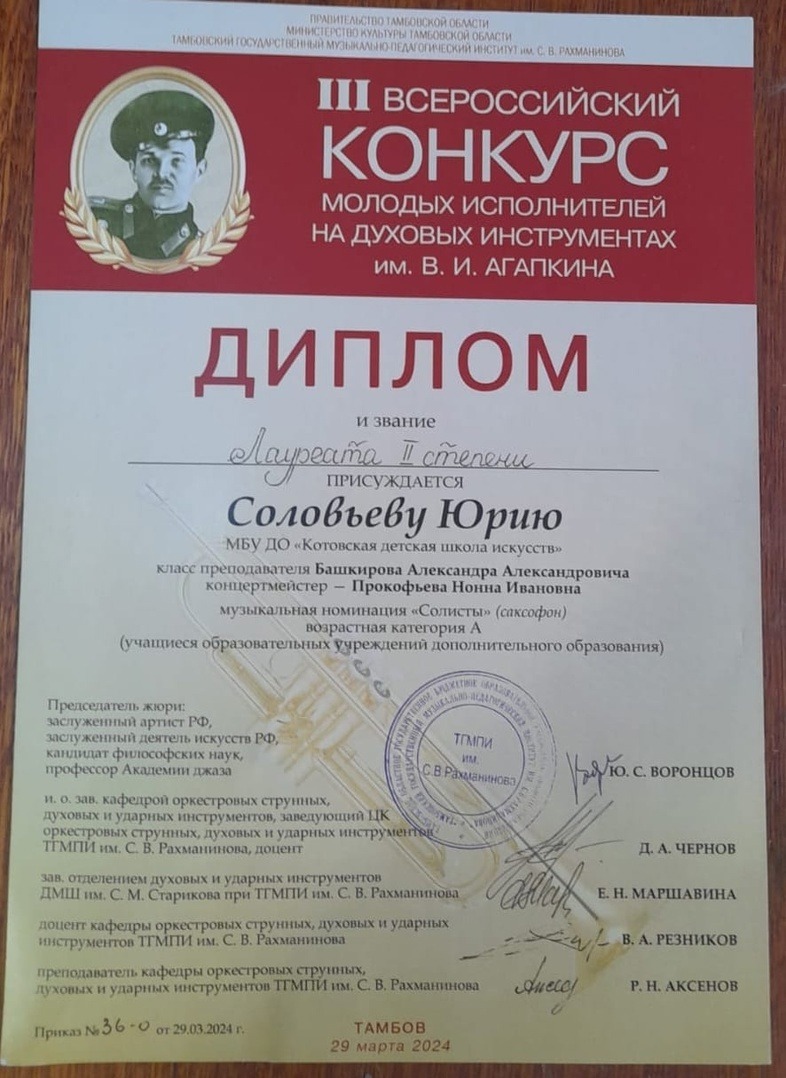 ПРАВИТЕЛЬСТВО ТАМБОВСКОЙ ОБЛАСТИ
МИНИСТЕРСТВО КУЛЬТУРЫ ТАМБОВСКОЙ ОБЛАСТИ
ТАМБОВСКИЙ ГОСУДАРСТВЕННЫЙ МУЗЫКАЛЬНО-ПЕДАГОГИЧЕСКИЙ ИНСТИТУТ им. С. В. РАХМАНИНОВА
III ВСЕРОССИЙСКИЙ
КОНКУРС
МОЛОДЫХ ИСПОЛНИТЕЛЕЙ
НА ДУХОВЫХ ИНСТРУМЕНТАХ
им. В. И. АГАПКИНА
ДИПЛОМ
и звание
Лауреата II степени
ПРИСУЖДАЕТСЯ
Соловьеву Юрию
МБУ ДО «Котовская детская школа искусств»
класс преподавателя Башкирова Александра Александровича
концертмейстер — Прокофьева Нонна Ивановна
музыкальная номинация «Солисты» (саксофон)
возрастная категория А
(учащиеся образовательных учреждений дополнительного образования)
Председатель жюри:
заслуженный артист РФ,
заслуженный деятель искусств РФ,
кандидат философских наук,
профессор Академии джаза
Ю. С. ВОРОНЦОВ
ТГМПИ
им.
С.В.Рахманинова
и. о. зав. кафедрой оркестровых струнных,
духовых и ударных инструментов, заведующий ЦК
оркестровых струнных, духовых и ударных инструментов
ТГМПИ им. С. В. Рахманинова, доцент
Д. А. ЧЕРНОВ
зав. отделением духовых и ударных инструментов
ДМШ им. С. М. Старикова при ТГМПИ им. С. В. Рахманинова
Е. Н. МАРШАВИНА
доцент кафедры оркестровых струнных, духовых и ударных
инструментов ТГМПИ им. С. В. Рахманинова
В. А. РЕЗНИКОВ
преподаватель кафедры оркестровых струнных,
духовых и ударных инструментов ТГМПИ им. С. В. Рахманинова
Р. Н. АКСЕНОВ
Приказ № 36-О от 29.03.2024 г.
ТАМБОВ
29 марта 2024